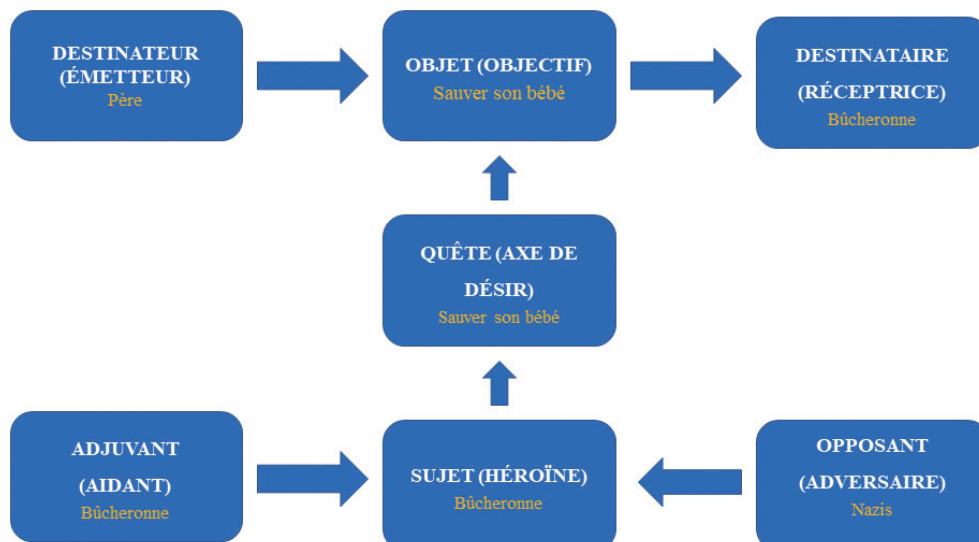 DESTINATEUR
(ÉMETTEUR)
Père
OBJET (OBJECTIF)
Sauver son bébé
DESTINATAIRE
(RÉCEPTRICE)
Bûcheronne
QUÊTE (AXE DE
DÉSIR)
Sauver son bébé
ADJUVANT
(AIDANT)
Bûcheronne
SUJET (HÉROÏNE)
Bûcheronne
OPPOSANT
(ADVERSAIRE)
Nazis